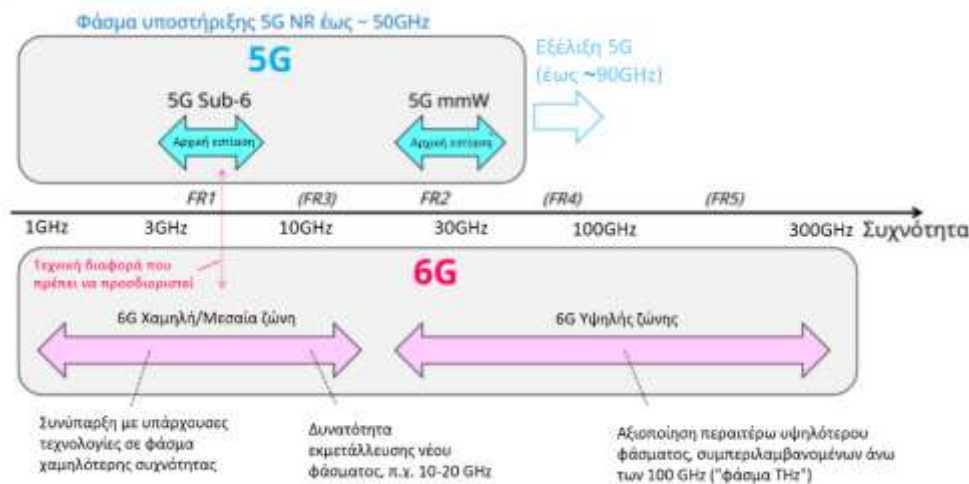 Φάσμα υποστήριξης 5G NR έως ~ 50GHz
5G
Εξέλιξη 5G
(έως ~90GHz)
5G Sub-6
5G mmW
Αρχική εστίαση
Αρχική εστίαση
FR1
(FR3)
FR2
(FR4)
(FR5)
1GHz
3GHz
10GHz
30GHz
100GHz
300GHz
Συχνότητα
Τεχνική διαφορά που
πρέπει να προσδιοριστεί
6G
6G Χαμηλή/Μεσαία ζώνη
6G Υψηλής ζώνης
Συνύπαρξη με υπάρχουσες
τεχνολογίες σε φάσμα
χαμηλότερης συχνότητας
Δυνατότητα
εκμετάλλευσης νέου
φάσματος, π.χ. 10-20 GHz
Αξιοποίηση περαιτέρω υψηλότερου
φάσματος, συμπεριλαμβανομένων άνω
των 100 GHz ("φάσμα THz")